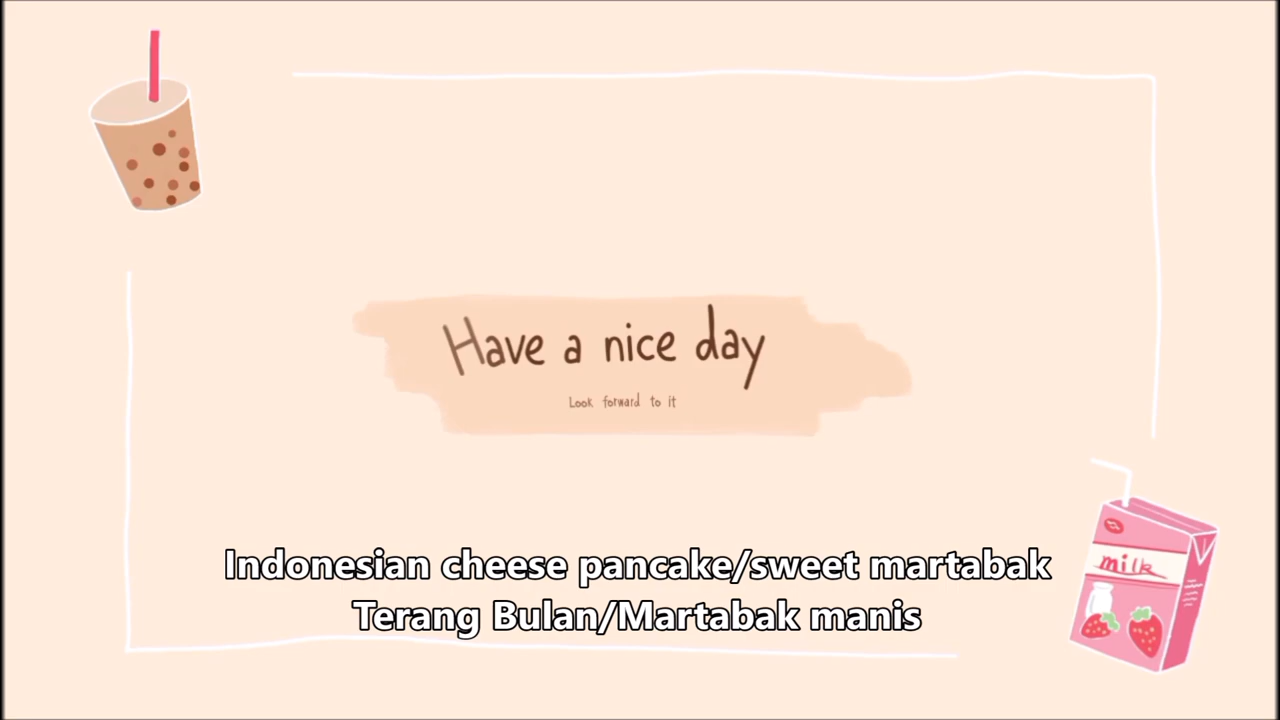 Have a nice day
Look forward to it
milk
Indonesian cheese pancake/sweet martabak
Terang Bulan/Martabak manis